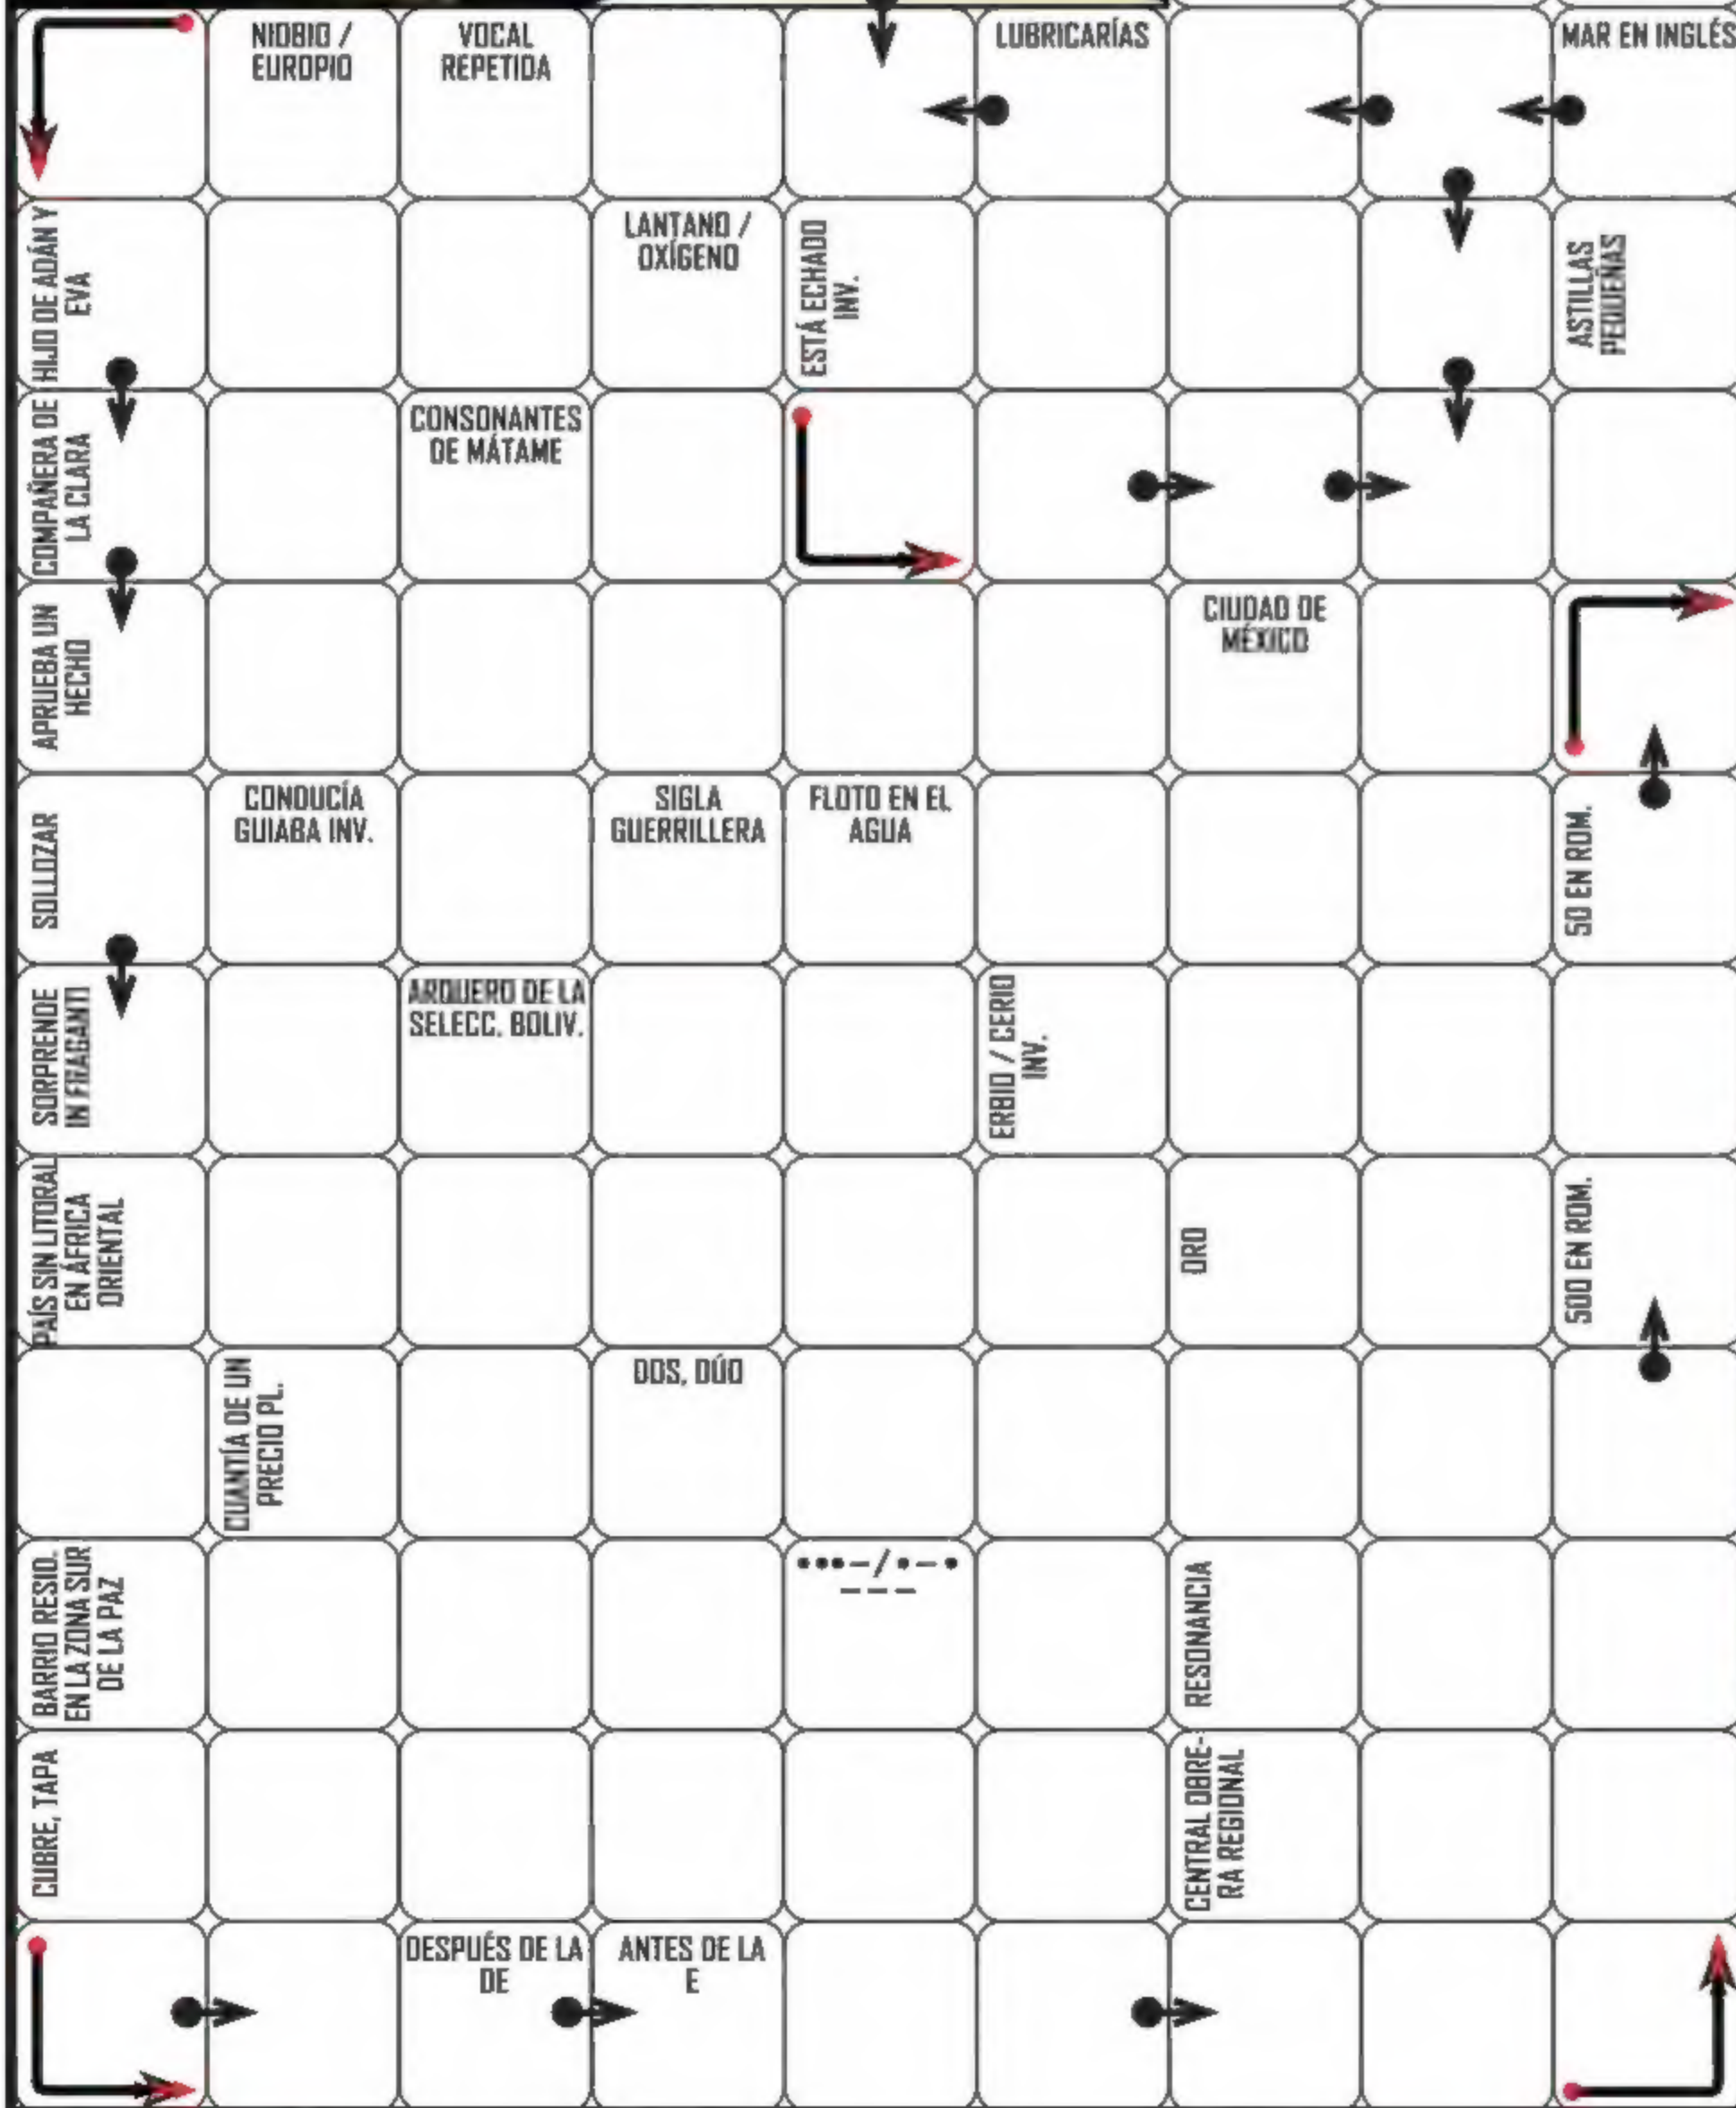 NIOBIO /
EUROPIO
VOCAL
REPETIDA
LUBRICARÍAS
MAR EN INGLÉS
HIJO DE ADÁN Y
EVA
LANTANO /
OXÍGENO
ESTÁ ECHADO
INV.
ASTILLAS
PEQUEÑAS
COMPAÑERA DE
LA CLARA
CONSONANTES
DE MÁTAME
APRUEBA UN
HECHO
CIUDAD DE
MÉXICO
SOLLOZAR
CONDUCÍA
GUIABA INV.
SIGLA
GUERRILLERA
FLOTO EN EL
AGUA
50 EN ROM.
SORPRENDE
IN FRAGANTI
ARQUERO DE LA
SELECC. BOLIV.
ERBIO / CERIO
INV.
PAÍS SIN LITORAL
EN ÁFRICA
ORIENTAL
ORO
500 EN ROM.
CUANTÍA DE UN
PRECIO PL.
DOS, DÚO
BARRIO RESID.
EN LA ZONA SUR
DE LA PAZ
•••–/•–•
–––
RESONANCIA
CUBRE, TAPA
CENTRAL OBRE-
RA REGIONAL
DESPUÉS DE LA
DE
ANTES DE LA
E